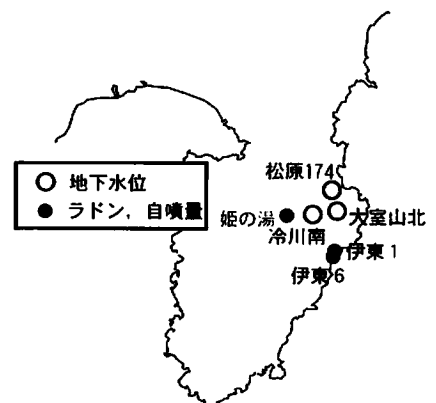 松原174
○ 地下水位
● ラドン，自噴量
姫の湯
大室山北
冷川南
伊東1
伊東6